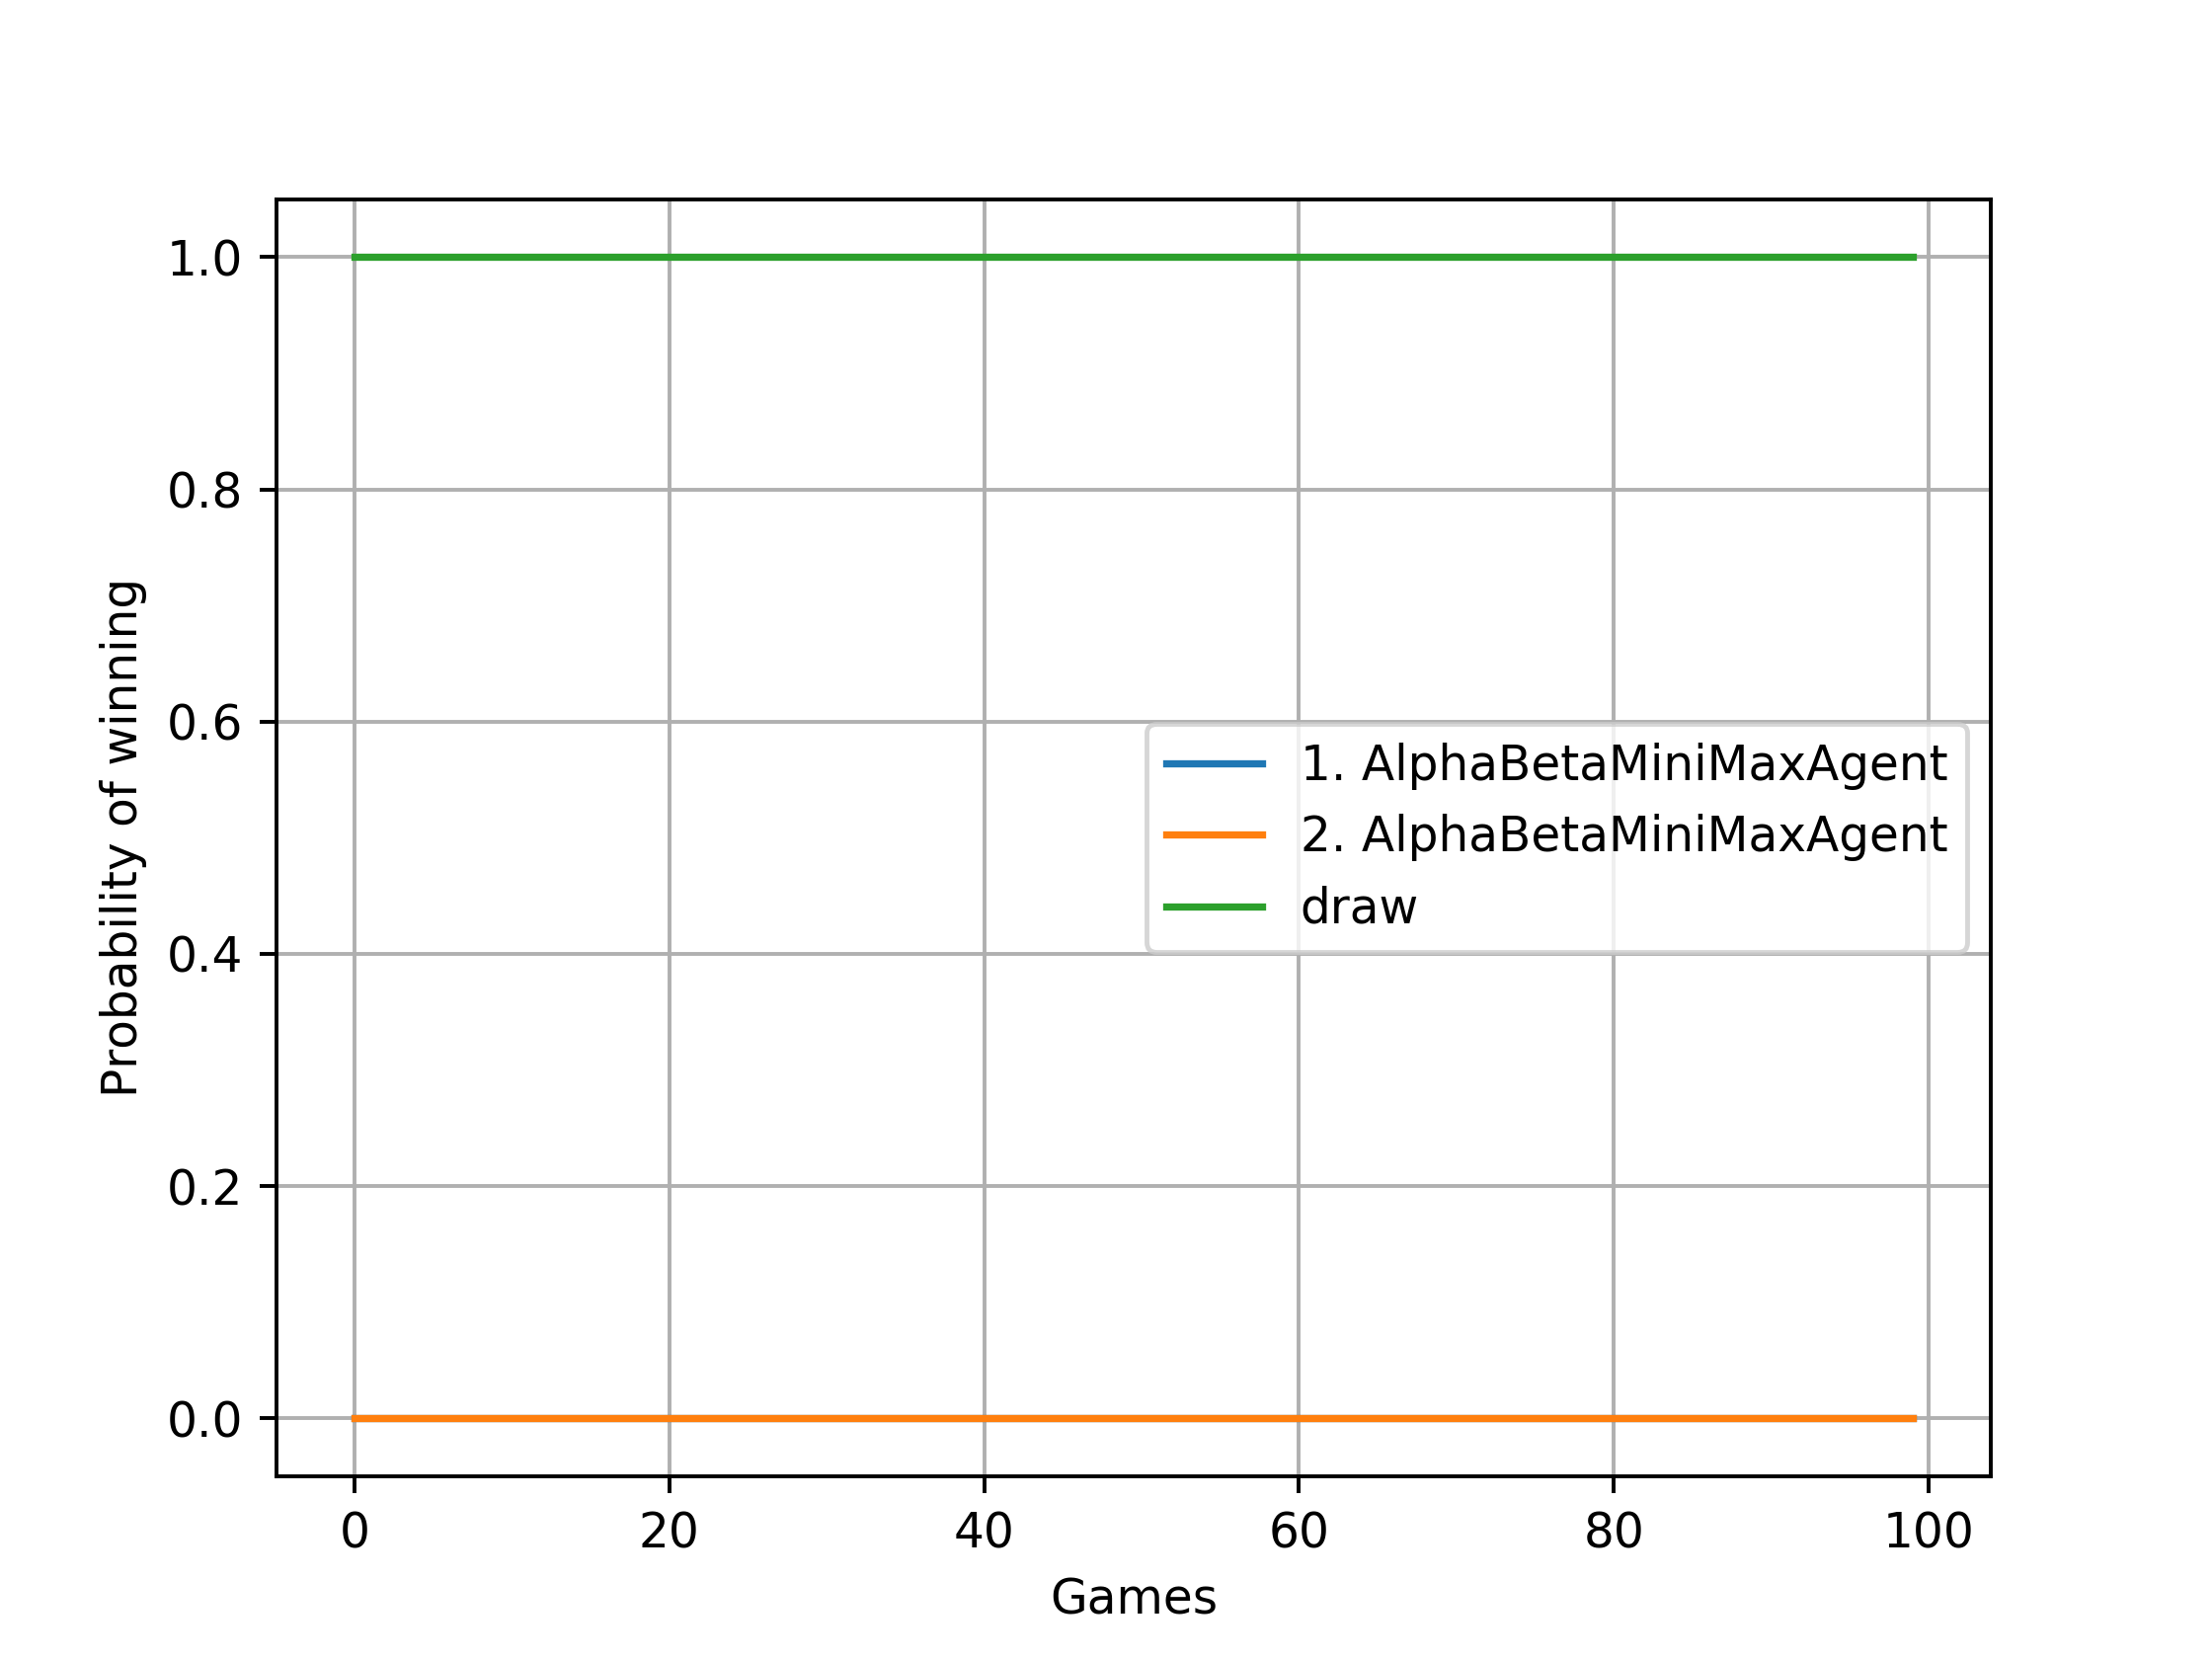 1.0
0.8
0.6
0.4
0.2
0.0
Probability of winning
1. AlphaBetaMiniMaxAgent
2. AlphaBetaMiniMaxAgent
draw
0 20 40 60 80 100
Games